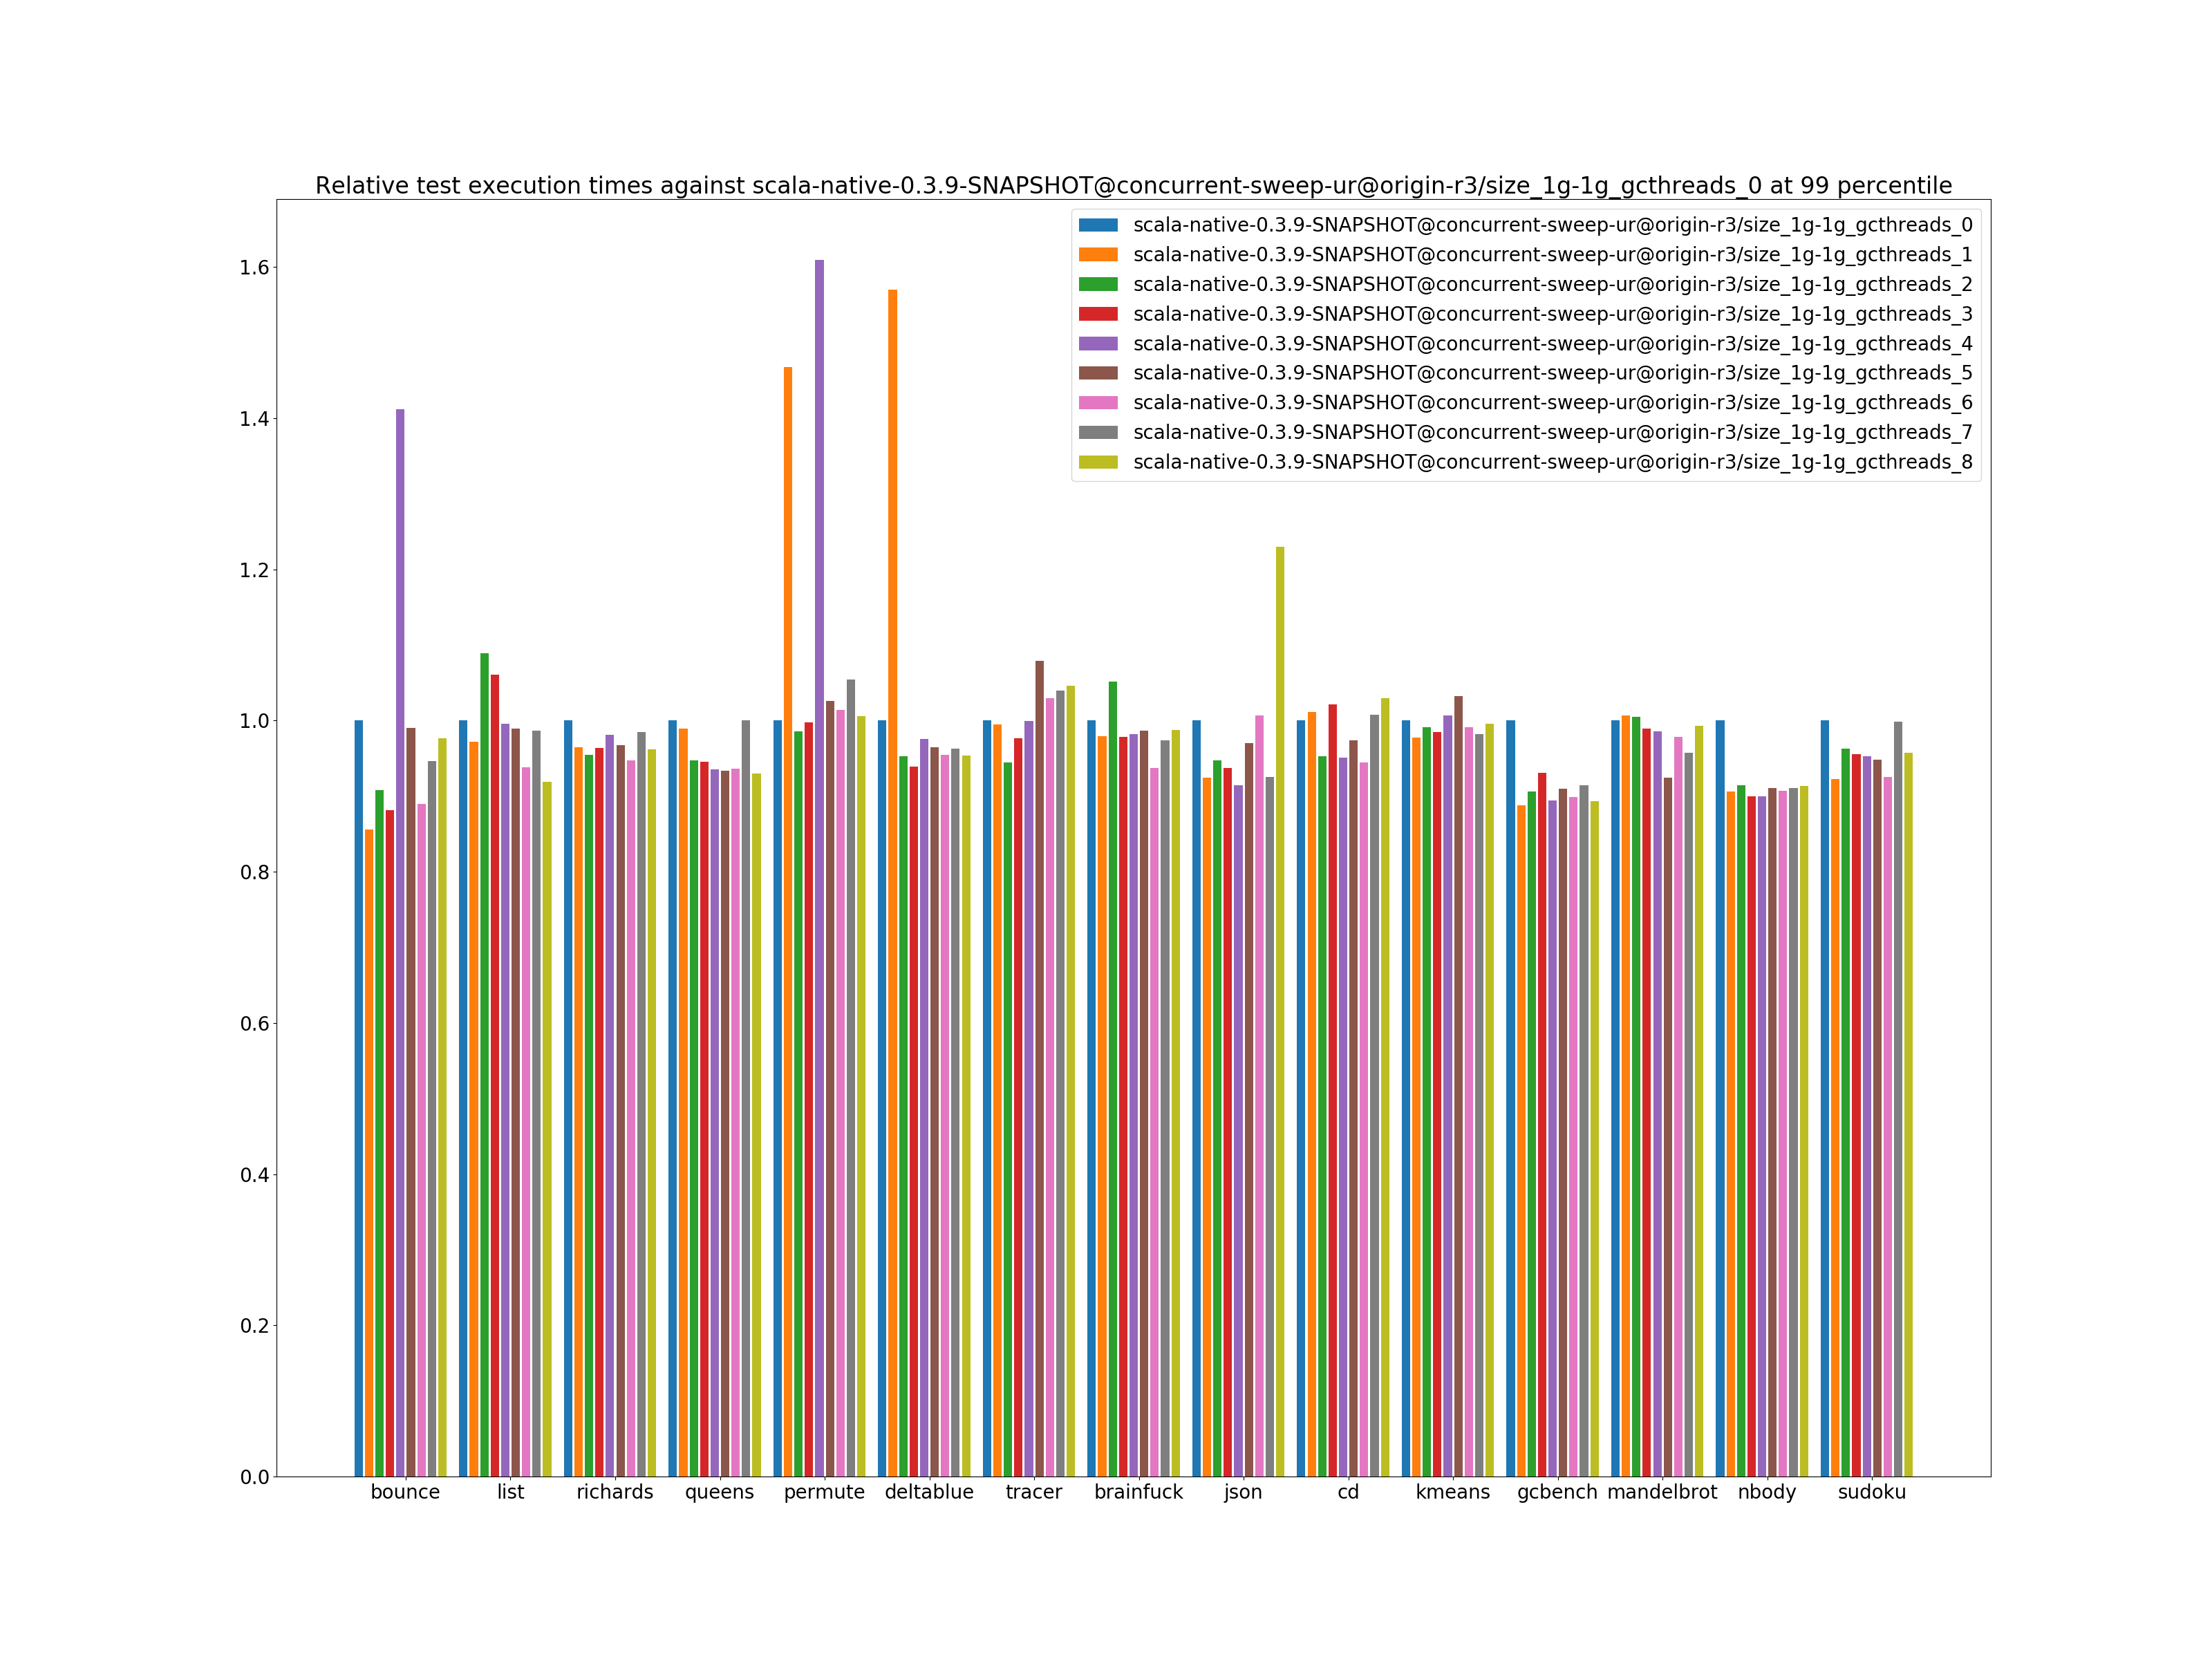 Relative test execution times against scala-native-0.3.9-SNAPSHOT@concurrent-sweep-ur@origin-r3/size_1g-1g_gcthreads_0 at 99 percentile
scala-native-0.3.9-SNAPSHOT@concurrent-sweep-ur@origin-r3/size_1g-1g_gcthreads_0
scala-native-0.3.9-SNAPSHOT@concurrent-sweep-ur@origin-r3/size_1g-1g_gcthreads_1
scala-native-0.3.9-SNAPSHOT@concurrent-sweep-ur@origin-r3/size_1g-1g_gcthreads_2
scala-native-0.3.9-SNAPSHOT@concurrent-sweep-ur@origin-r3/size_1g-1g_gcthreads_3
scala-native-0.3.9-SNAPSHOT@concurrent-sweep-ur@origin-r3/size_1g-1g_gcthreads_4
scala-native-0.3.9-SNAPSHOT@concurrent-sweep-ur@origin-r3/size_1g-1g_gcthreads_5
scala-native-0.3.9-SNAPSHOT@concurrent-sweep-ur@origin-r3/size_1g-1g_gcthreads_6
scala-native-0.3.9-SNAPSHOT@concurrent-sweep-ur@origin-r3/size_1g-1g_gcthreads_7
scala-native-0.3.9-SNAPSHOT@concurrent-sweep-ur@origin-r3/size_1g-1g_gcthreads_8
1.6
1.4
1.2
1.0
0.8
0.6
0.4
0.2
0.0
bounce list richards queens permute deltablue tracer brainfuck json cd kmeans gcbench mandelbrot nbody sudoku